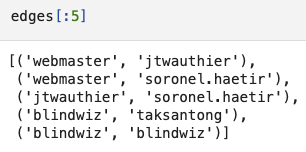 edges[:5]
[('webmaster', 'jtwauthier'),
('webmaster', 'soronel.haetir'),
('jtwauthier', 'soronel.haetir'),
('blindwiz', 'taksantong'),
('blindwiz', 'blindwiz')]